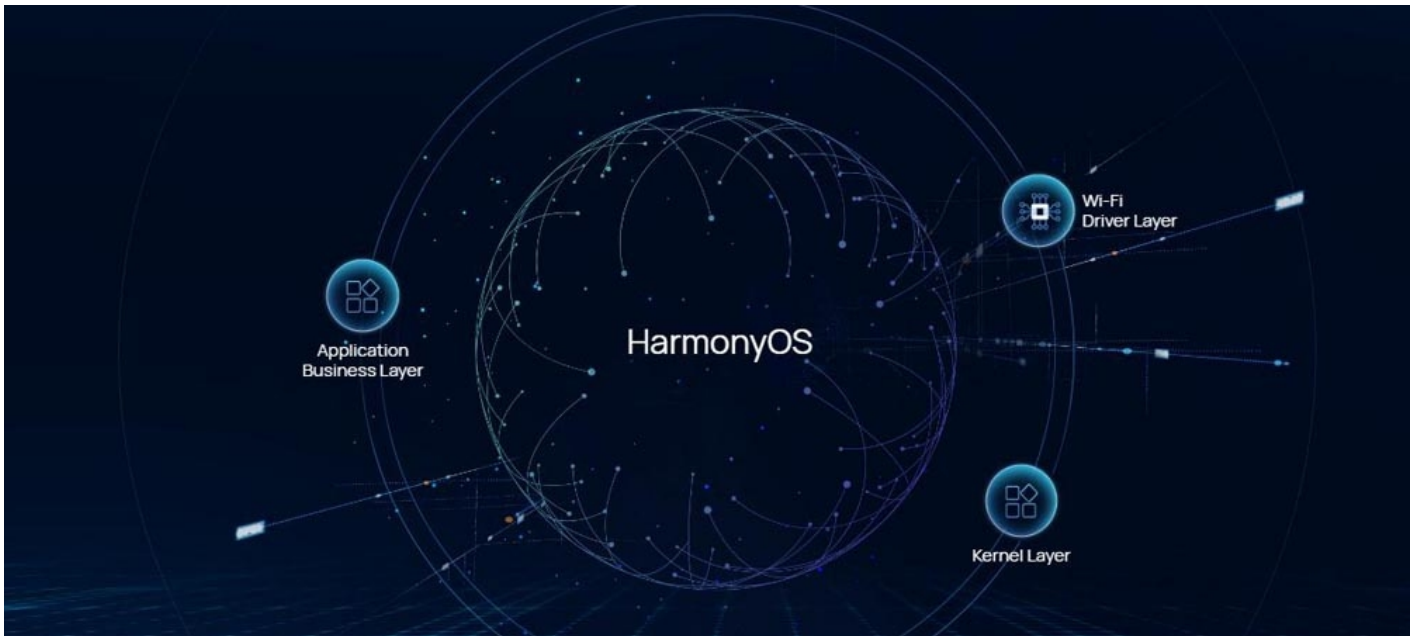 Wi-Fi
Driver Layer
Application
Business Layer
HarmonyOS
Kernel Layer